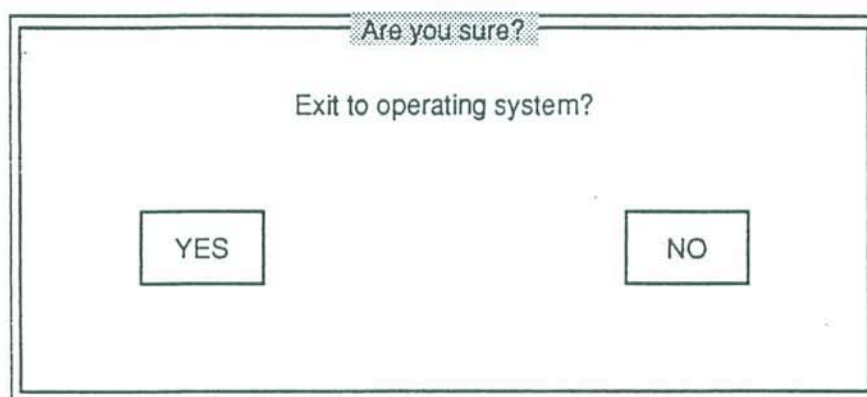 Are you sure?
Exit to operating system?
YES
NO